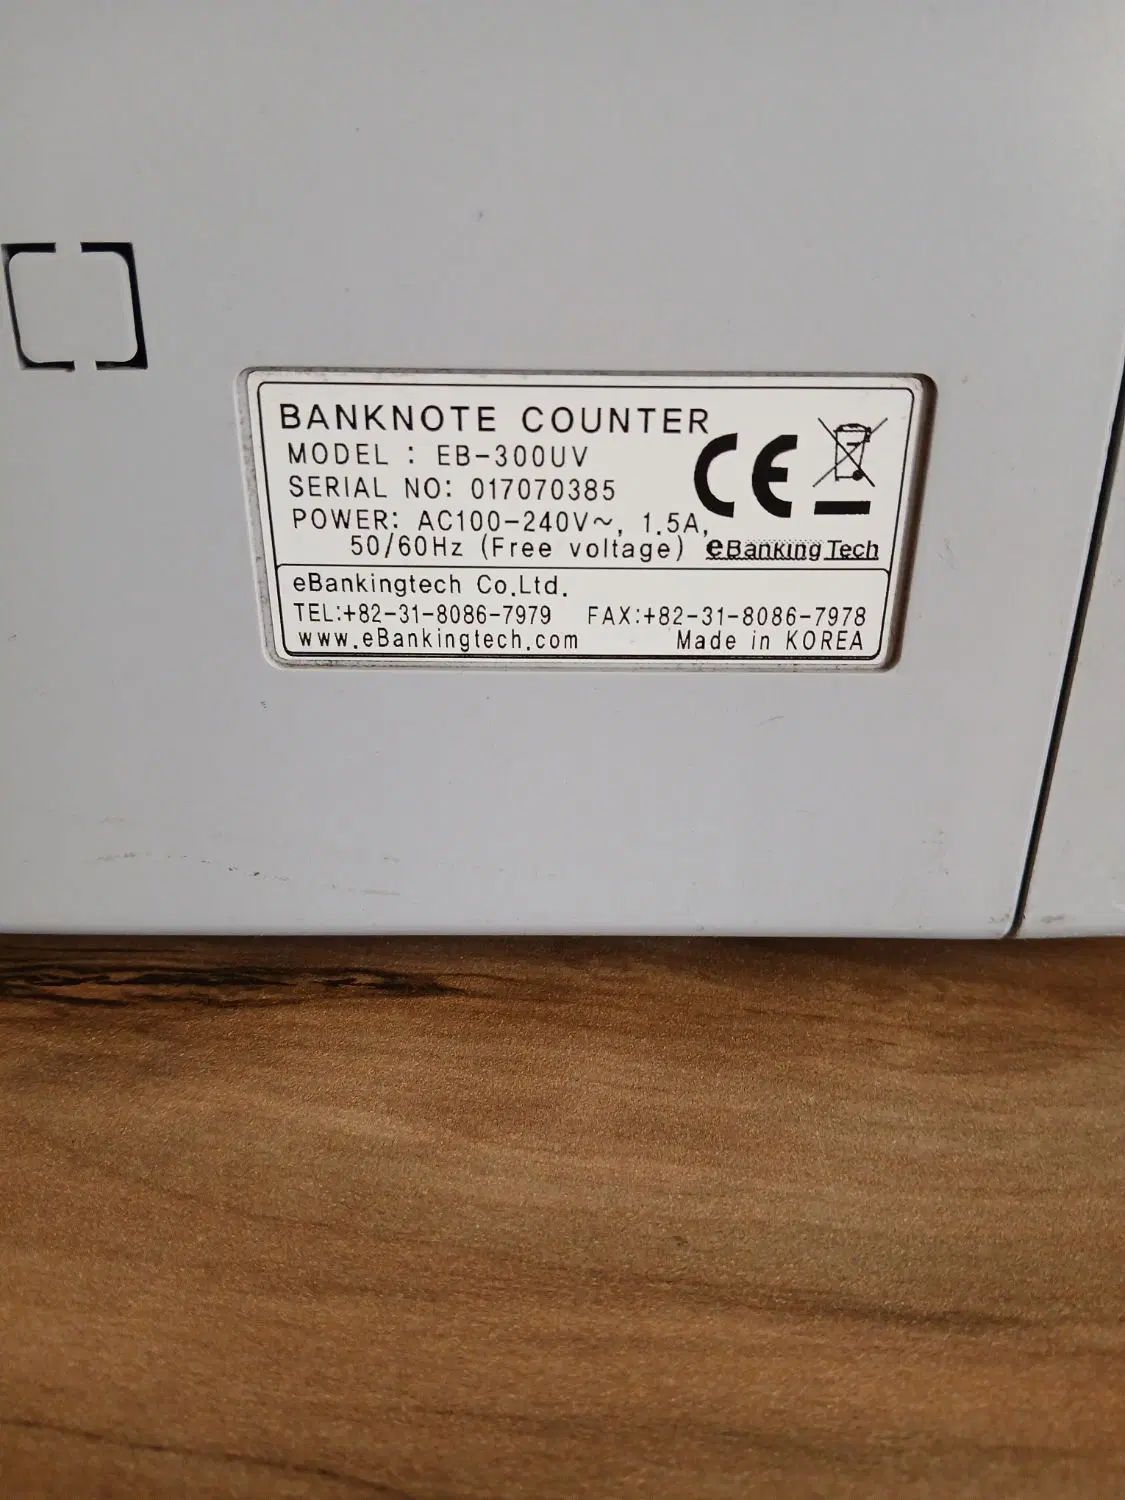 BANKNOTE COUNTER
MODEL : EB-300UV
SERIAL NO: 017070385
POWER: AC100-240V~, 1.5A,
50/60Hz (Free voltage)
CE
eBanking Tech
eBankingtech Co,Ltd.
TEL:+82-31-8086-7979 FAX:+82-31-8086-7978
www.eBankingtech.com Made in KOREA